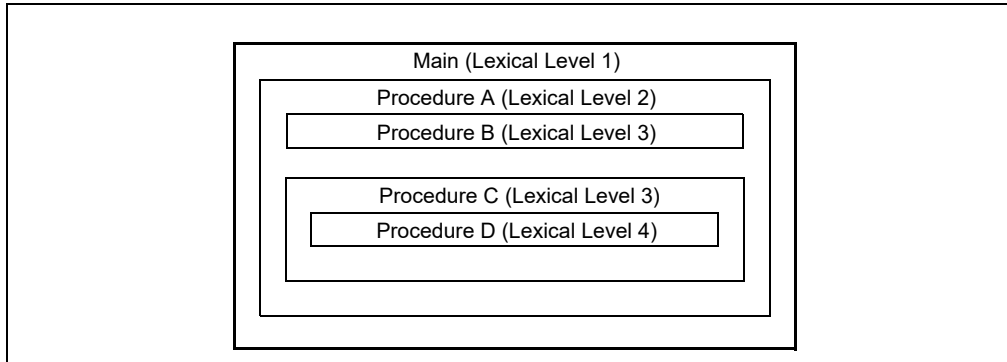 Main (Lexical Level 1)
Procedure A (Lexical Level 2)
Procedure B (Lexical Level 3)
Procedure C (Lexical Level 3)
Procedure D (Lexical Level 4)